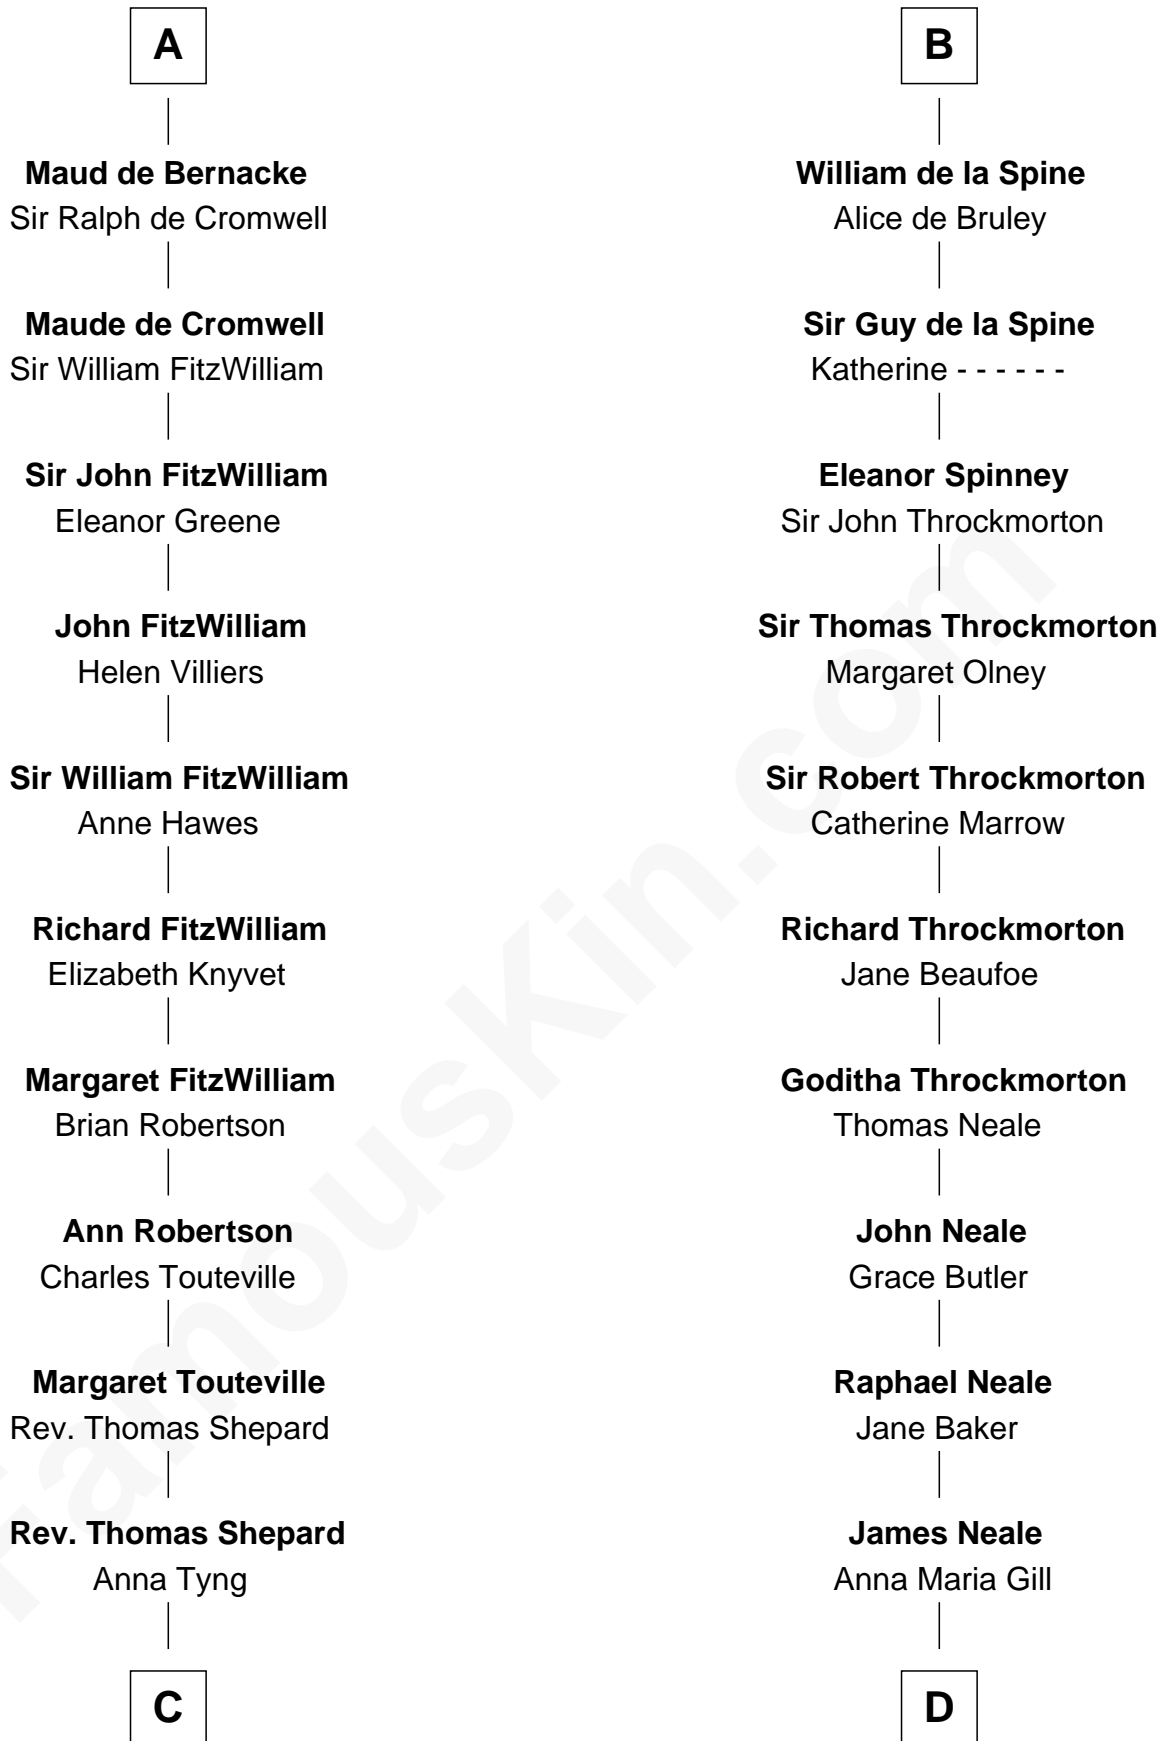 A
Maud de Bernacke
Sir Ralph de Cromwell
Maude de Cromwell
Sir William FitzWilliam
Sir John FitzWilliam
Eleanor Greene
John FitzWilliam
Helen Villiers
Sir William FitzWilliam
Anne Hawes
Richard FitzWilliam
Elizabeth Knyvet
Margaret FitzWilliam
Brian Robertson
Ann Robertson
Charles Touteville
Margaret Touteville
Rev. Thomas Shepard
Rev. Thomas Shepard
Anna Tyng
C
B
William de la Spine
Alice de Bruley
Sir Guy de la Spine
Katherine - - - - - -
Eleanor Spinney
Sir John Throckmorton
Sir Thomas Throckmorton
Margaret Olney
Sir Robert Throckmorton
Catherine Marrow
Richard Throckmorton
Jane Beaufoe
Goditha Throckmorton
Thomas Neale
John Neale
Grace Butler
Raphael Neale
Jane Baker
James Neale
Anna Maria Gill
D
FamousKin.com